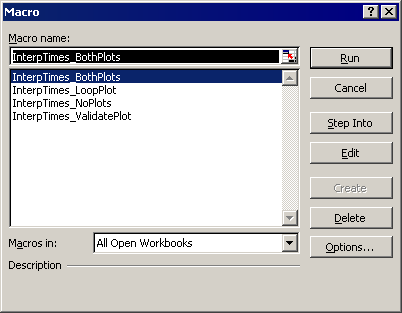 Macro
Macro name:
InterpTimes_BothPlots
Run
InterpTimes_BothPlots
InterpTimes_LoopPlot
InterpTimes_NoPlots
InterpTimes_ValidatePlot
Cancel
Step Into
Edit
Create
Delete
Macros in:
All Open Workbooks
Options...
Description